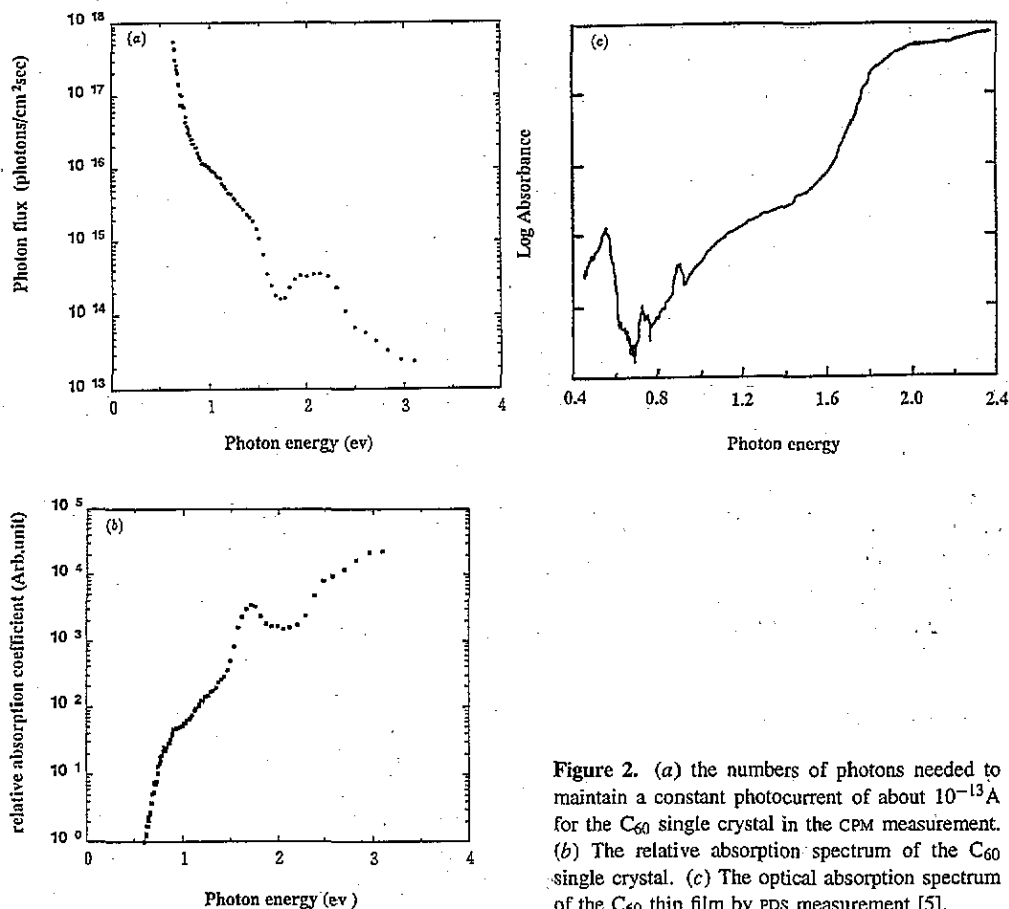 (a)
10 18
10 17
10 16
10 15
10 14
10 13
Photon flux (photons/cm²sec)
0 1 2 3 4
Photon energy (ev)
(c)
Log Absorbance
0.4 0.8 1.2 1.6 2.0 2.4
Photon energy
(b)
10 5
10 4
10 3
10 2
10 1
10 0
relative absorption coefficient (Arb.unit)
0 1 2 3 4
Photon energy (ev )
Figure 2. (a) the numbers of photons needed to
maintain a constant photocurrent of about 10⁻¹³A
for the C₆₀ single crystal in the CPM measurement.
(b) The relative absorption spectrum of the C₆₀
single crystal. (c) The optical absorption spectrum
of the C₆₀ thin film by PDS measurement [5].